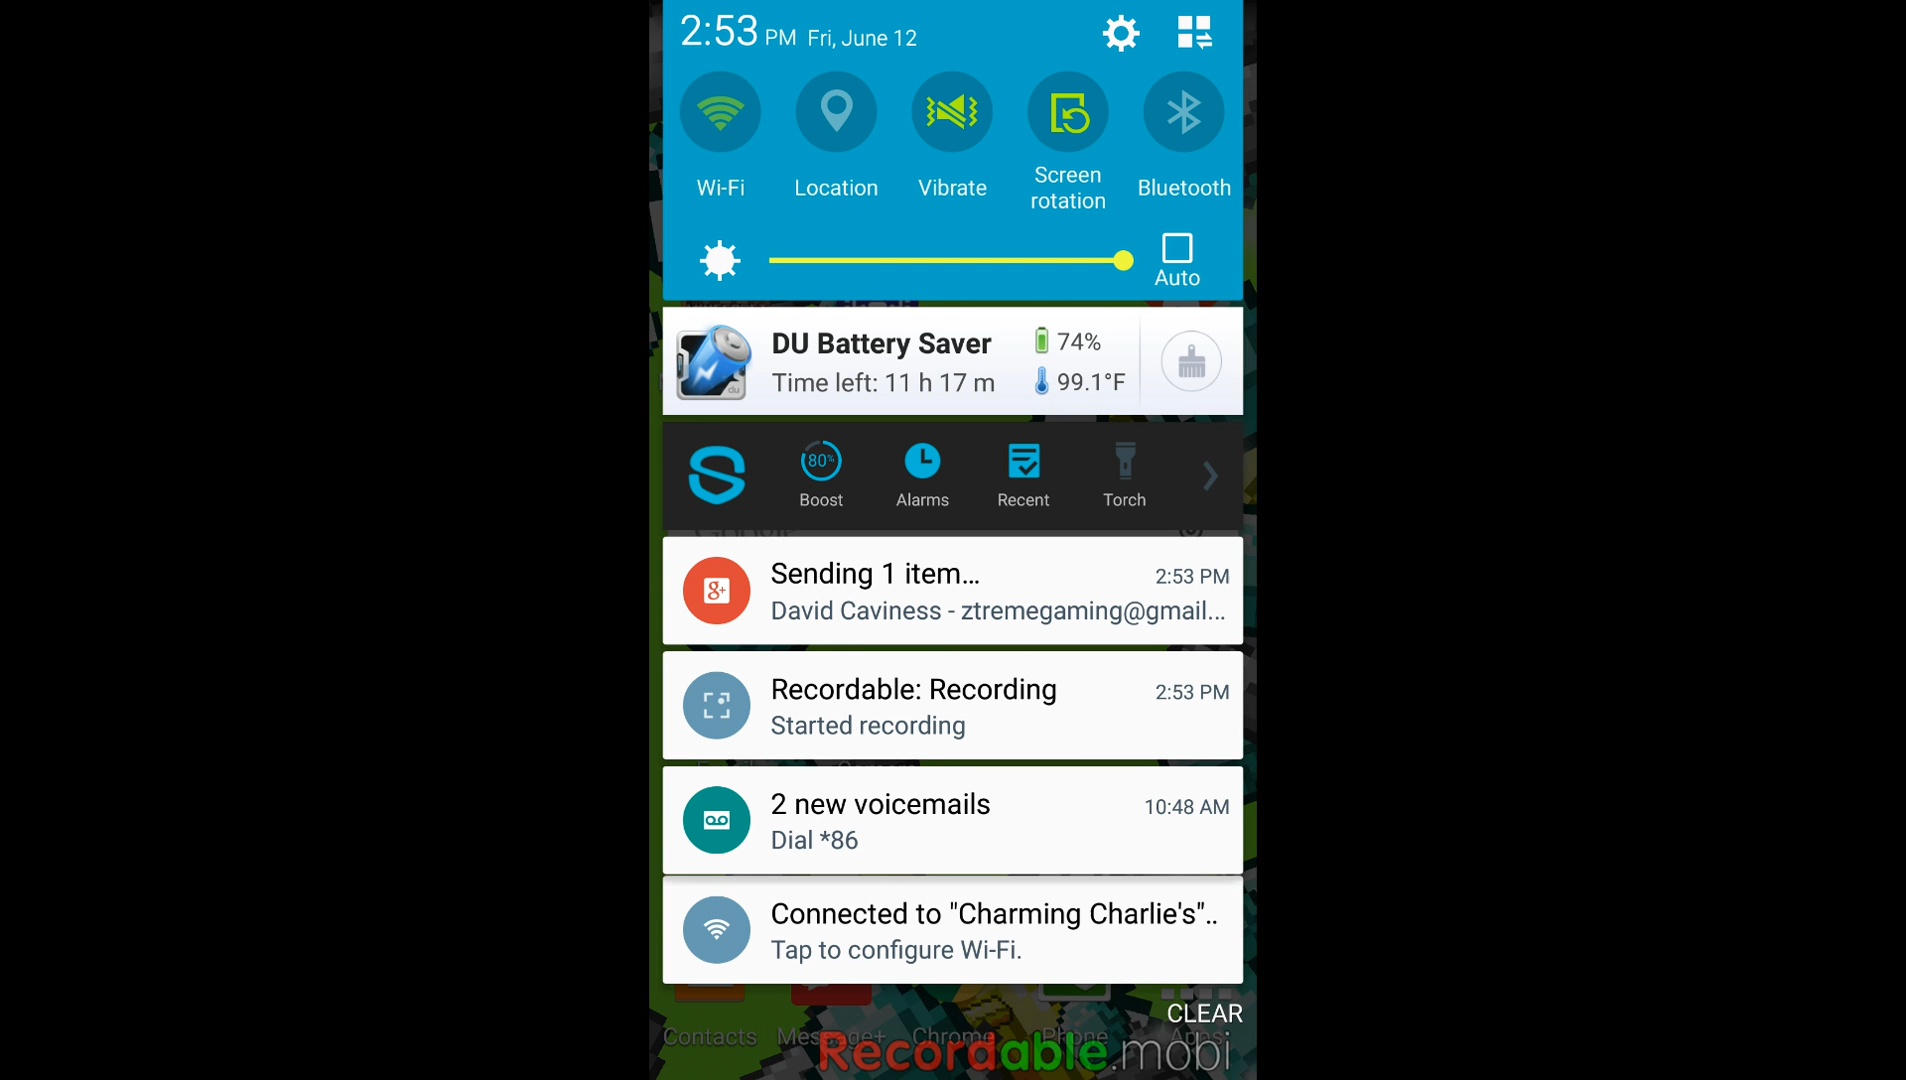 2:53 PM Fri, June 12
Wi-Fi Location Vibrate Screen rotation Bluetooth
Auto
DU Battery Saver 74%
Time left: 11 h 17 m 99.1°F
du
80%
Boost Alarms Recent Torch
Sending 1 item... 2:53 PM
David Caviness - ztremegaming@gmail...
g+
Recordable: Recording 2:53 PM
Started recording
2 new voicemails 10:48 AM
Dial *86
Connected to "Charming Charlie's"..
Tap to configure Wi-Fi.
CLEAR
Contacts Message+ Chrome Phone Apps
Recordable.mobi